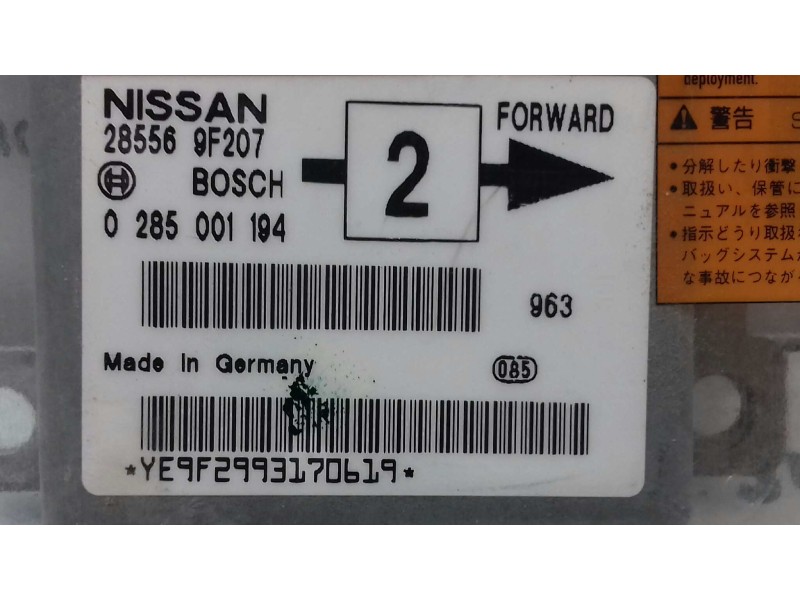 NISSAN
28556 9F207
BOSCH
0 285 001 194
2
FORWARD
963
Made in Germany
085
*YE9F2993170619*
deployment.
警告 S
・分解したり衝撃
・取扱い、保管に
ニュアルを参照
・指示どうり取扱
バッグシステムが
な事故につなが